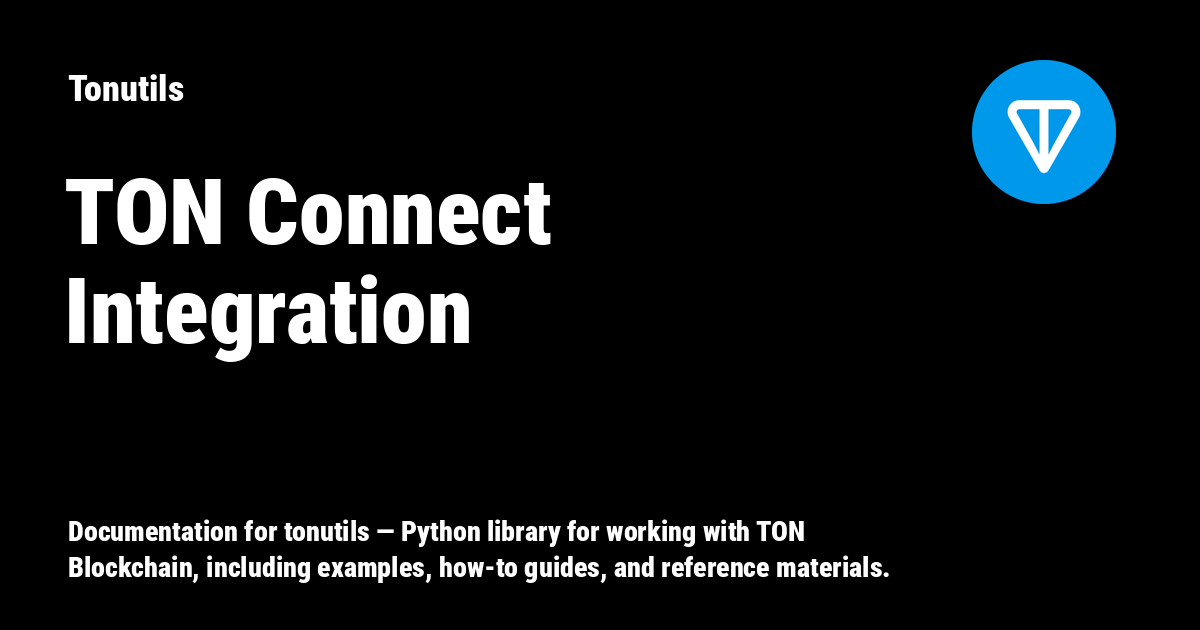 Tonutils
TON Connect
Integration
Documentation for tonutils — Python library for working with TON
Blockchain, including examples, how-to guides, and reference materials.